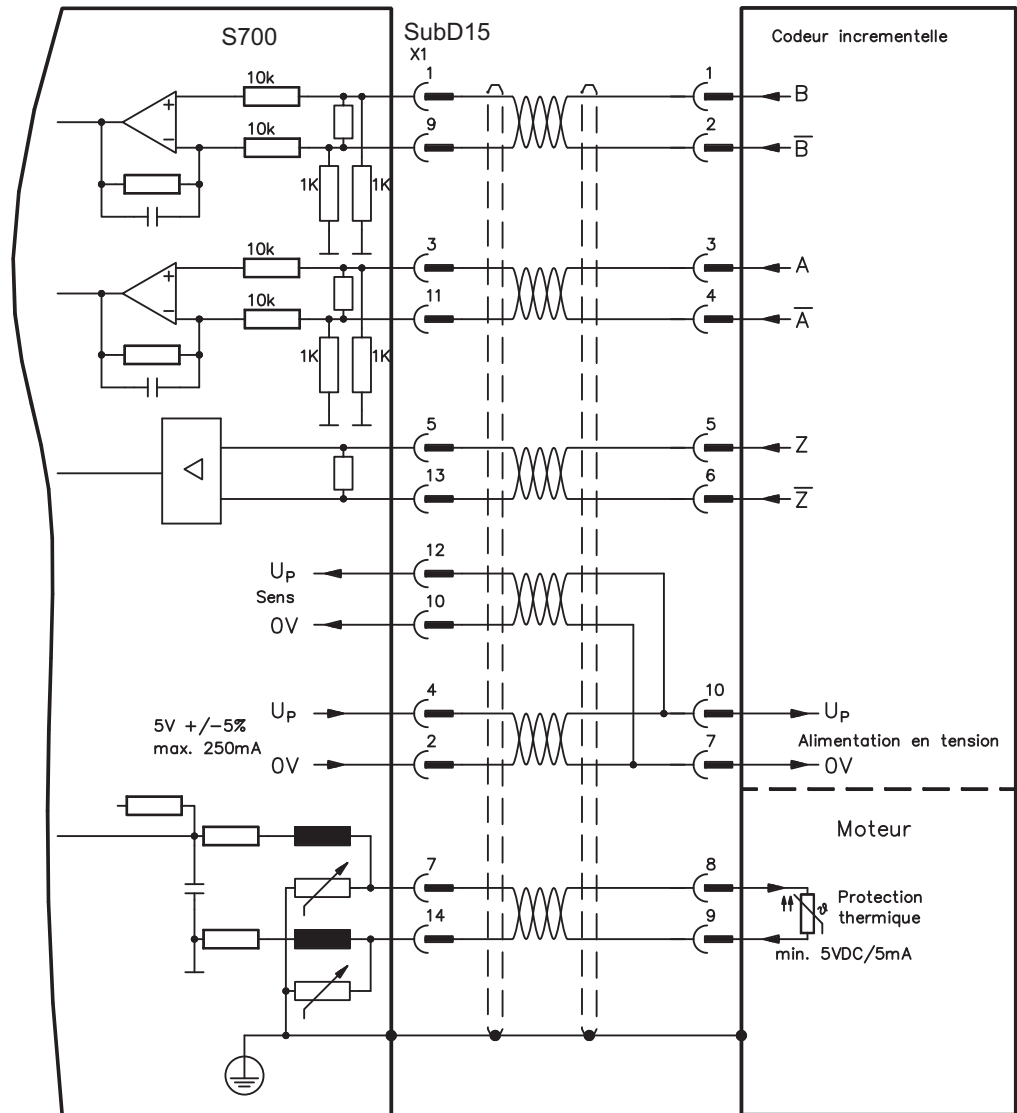 S700
SubD15
X1
Codeur incrementelle
10k
10k
1K
1K
+
−
1
9
1
2
B
B̅
10k
10k
1K
1K
+
−
3
11
3
4
A
A̅
5
13
5
6
Z
Z̅
UP
Sens
0V
12
10
5V +/−5%
max. 250mA
UP
0V
4
2
10
7
UP
Alimentation en tension
0V
Moteur
7
14
8
9
ϑ
Protection
thermique
min. 5VDC/5mA